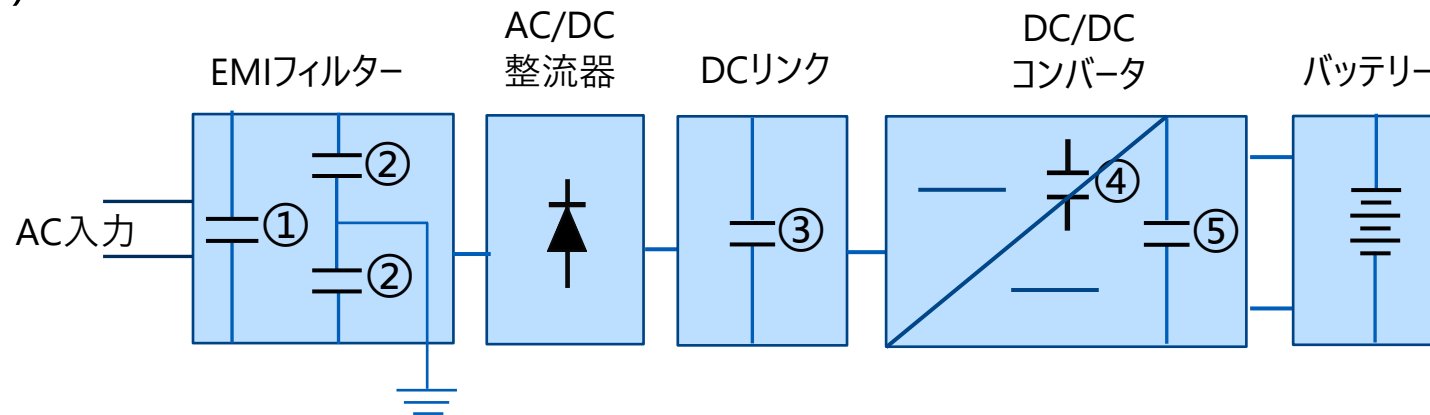 )
EMIフィルター
AC/DC
整流器
DCリンク
DC/DC
コンバータ
バッテリー
AC入力
①
②
②
③
④
⑤